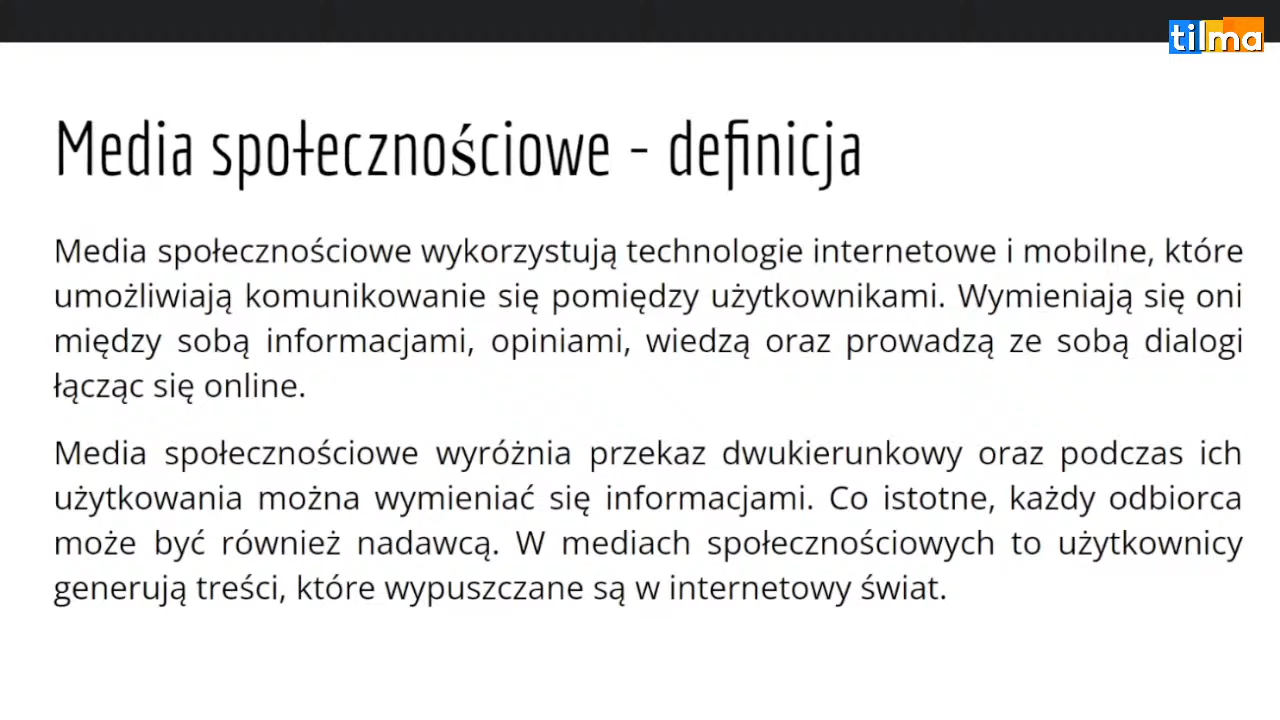 tilma
Media społecznościowe - definicja
Media społecznościowe wykorzystują technologie internetowe i mobilne, które
umożliwiają komunikowanie się pomiędzy użytkownikami. Wymieniają się oni
między sobą informacjami, opiniami, wiedzą oraz prowadzą ze sobą dialogi
łącząc się online.
Media społecznościowe wyróżnia przekaz dwukierunkowy oraz podczas ich
użytkowania można wymieniać się informacjami. Co istotne, każdy odbiorca
może być również nadawcą. W mediach społecznościowych to użytkownicy
generują treści, które wypuszczane są w internetowy świat.